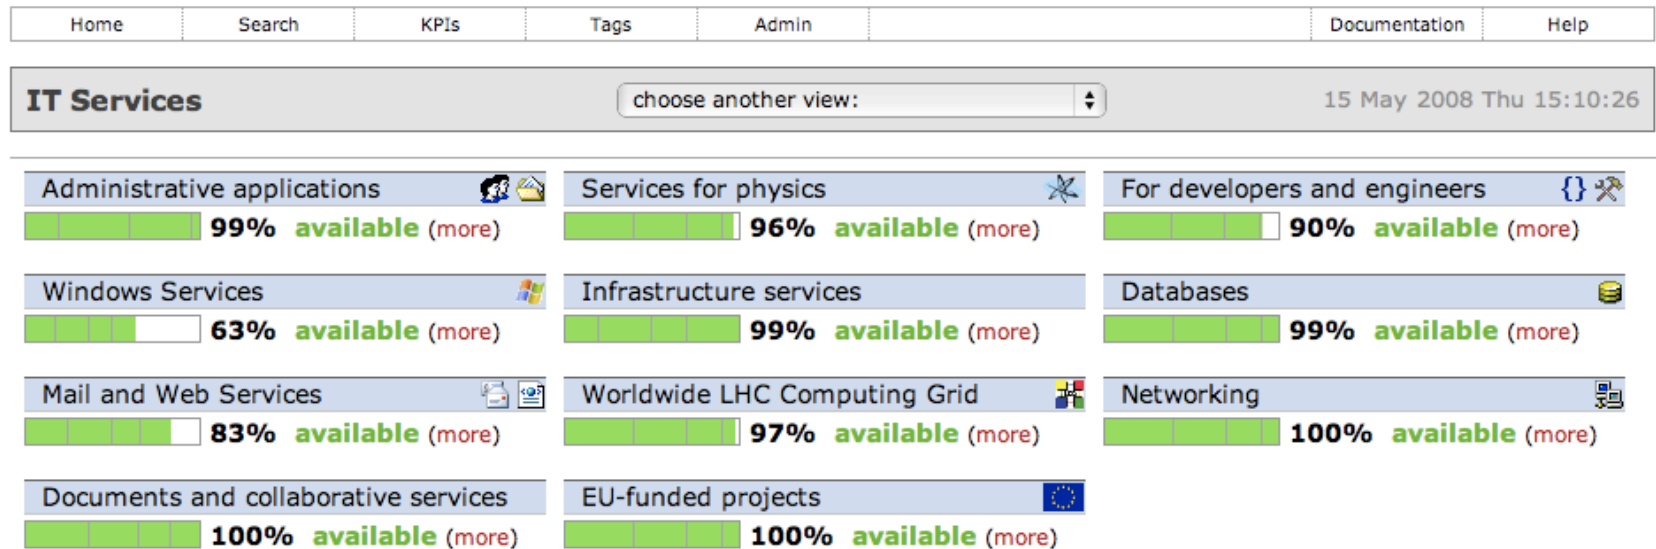 Home Search KPIs Tags Admin Documentation Help
IT Services choose another view: 15 May 2008 Thu 15:10:26
Administrative applications
99% available (more)
Services for physics
96% available (more)
For developers and engineers {}
90% available (more)
Windows Services
63% available (more)
Infrastructure services
99% available (more)
Databases
99% available (more)
Mail and Web Services
83% available (more)
Worldwide LHC Computing Grid
97% available (more)
Networking
100% available (more)
Documents and collaborative services
100% available (more)
EU-funded projects
100% available (more)